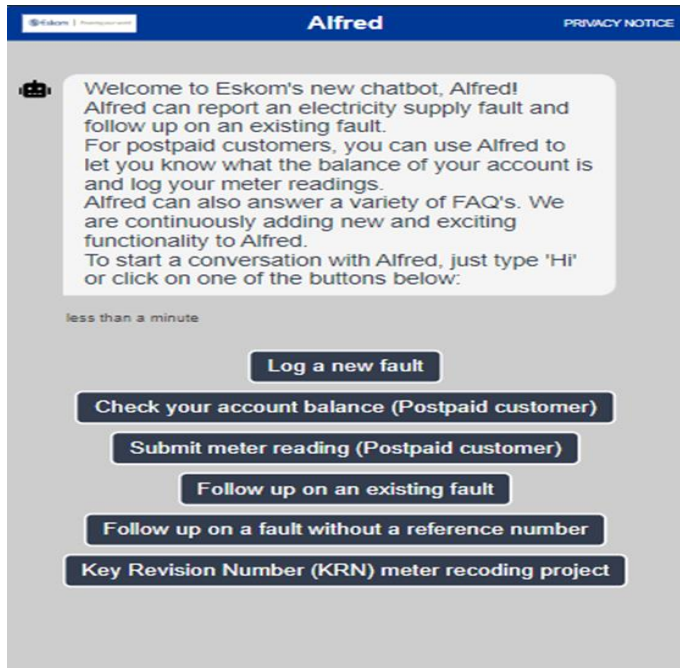 Eskom
Alfred
PRIVACY NOTICE
Welcome to Eskom's new chatbot, Alfred!
Alfred can report an electricity supply fault and
follow up on an existing fault.
For postpaid customers, you can use Alfred to
let you know what the balance of your account is
and log your meter readings.
Alfred can also answer a variety of FAQ's. We
are continuously adding new and exciting
functionality to Alfred.
To start a conversation with Alfred, just type 'Hi'
or click on one of the buttons below:
less than a minute
Log a new fault
Check your account balance (Postpaid customer)
Submit meter reading (Postpaid customer)
Follow up on an existing fault
Follow up on a fault without a reference number
Key Revision Number (KRN) meter recoding project